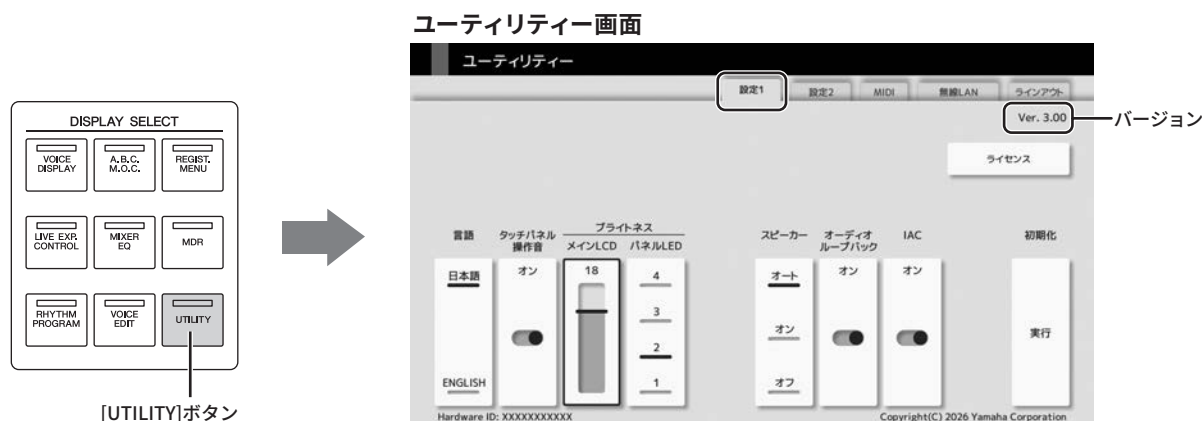 ユーティリティー画面
ユーティリティー
設定1
設定2
MIDI
無線LAN
ラインアウト
Ver. 3.00
バージョン
ライセンス
DISPLAY SELECT
VOICE
DISPLAY
A.B.C.
M.O.C.
REGIST.
MENU
LIVE EXP.
CONTROL
MIXER
EQ
MDR
RHYTHM
PROGRAM
VOICE
EDIT
UTILITY
[UTILITY]ボタン
言語
タッチパネル
操作音
ブライトネス
メインLCD
パネルLED
スピーカー
オーディオ
ループバック
IAC
初期化
日本語
ENGLISH
オン
18
4
3
2
1
オート
オン
オフ
オン
オン
実行
Hardware ID: XXXXXXXXXXX
Copyright(C) 2026 Yamaha Corporation